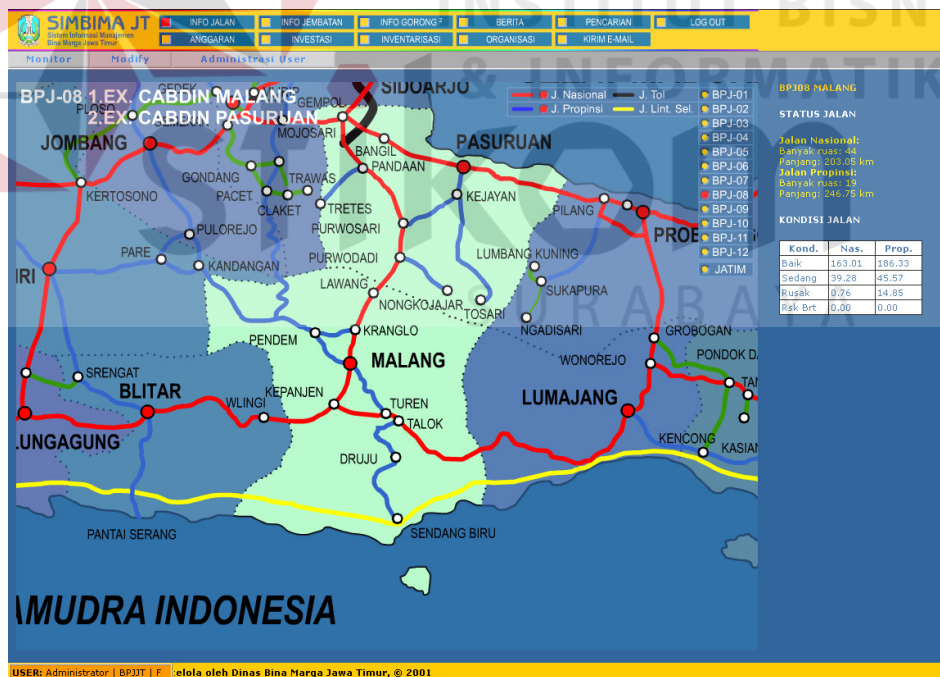 SIMBIMA JT
Sistem Informasi Manajemen
Bina Marga Jawa Timur
INFO JALAN
INFO JEMBATAN
INFO GORONG ²
BERITA
PENCARIAN
LOG OUT
ANGGARAN
INVESTASI
INVENTARISASI
ORGANISASI
KIRIM E-MAIL
Monitor
Modify
Administrasi User
INSTITUT BISN
& INFORMATIK
stikom
SURABAYA
BPJ-08 1.EX. CABDIN MALANG
2.EX. CABDIN PASURUAN
J. Nasional
J. Tol
J. Propinsi
J. Lint. Sel.
BPJ-01
BPJ-02
BPJ-03
BPJ-04
BPJ-05
BPJ-06
BPJ-07
BPJ-08
BPJ-09
BPJ-10
BPJ-11
BPJ-12
JATIM
SIDOARJO
PLOSO
GEMPOL
MOJOSARI
JOMBANG
BANGIL
PASURUAN
PANDAAN
GONDANG
PACET
TRAWAS
CLAKET
KERTOSONO
TRETES
KEJAYAN
PILANG
PULOREJO
PURWOSARI
PARE
KANDANGAN
PURWODADI
LUMBANG KUNING
LAWANG
NONGKOJAJAR
TOSARI
SUKAPURA
NGADISARI
PENDEM
KRANGLO
GROBOGAN
MALANG
WONOREJO
PONDOK D
SRENGAT
BLITAR
WLINGI
KEPANJEN
TUREN
TALOK
LUMAJANG
TAN
LUNGAGUNG
KENCONG
KASIAN
DRUJU
PANTAI SERANG
SENDANG BIRU
AMUDRA INDONESIA
BPJ08 MALANG
STATUS JALAN
Jalan Nasional:
Banyak ruas: 44
Panjang: 203.05 km
Jalan Propinsi:
Banyak ruas: 19
Panjang: 246.75 km
KONDISI JALAN
Kond. Nas. Prop.
Baik 163.01 186.33
Sedang 39.28 45.57
Rusak 0.76 14.85
Rsk Brt 0.00 0.00
USER: Administrator | BPJJT | F
elola oleh Dinas Bina Marga Jawa Timur, © 2001